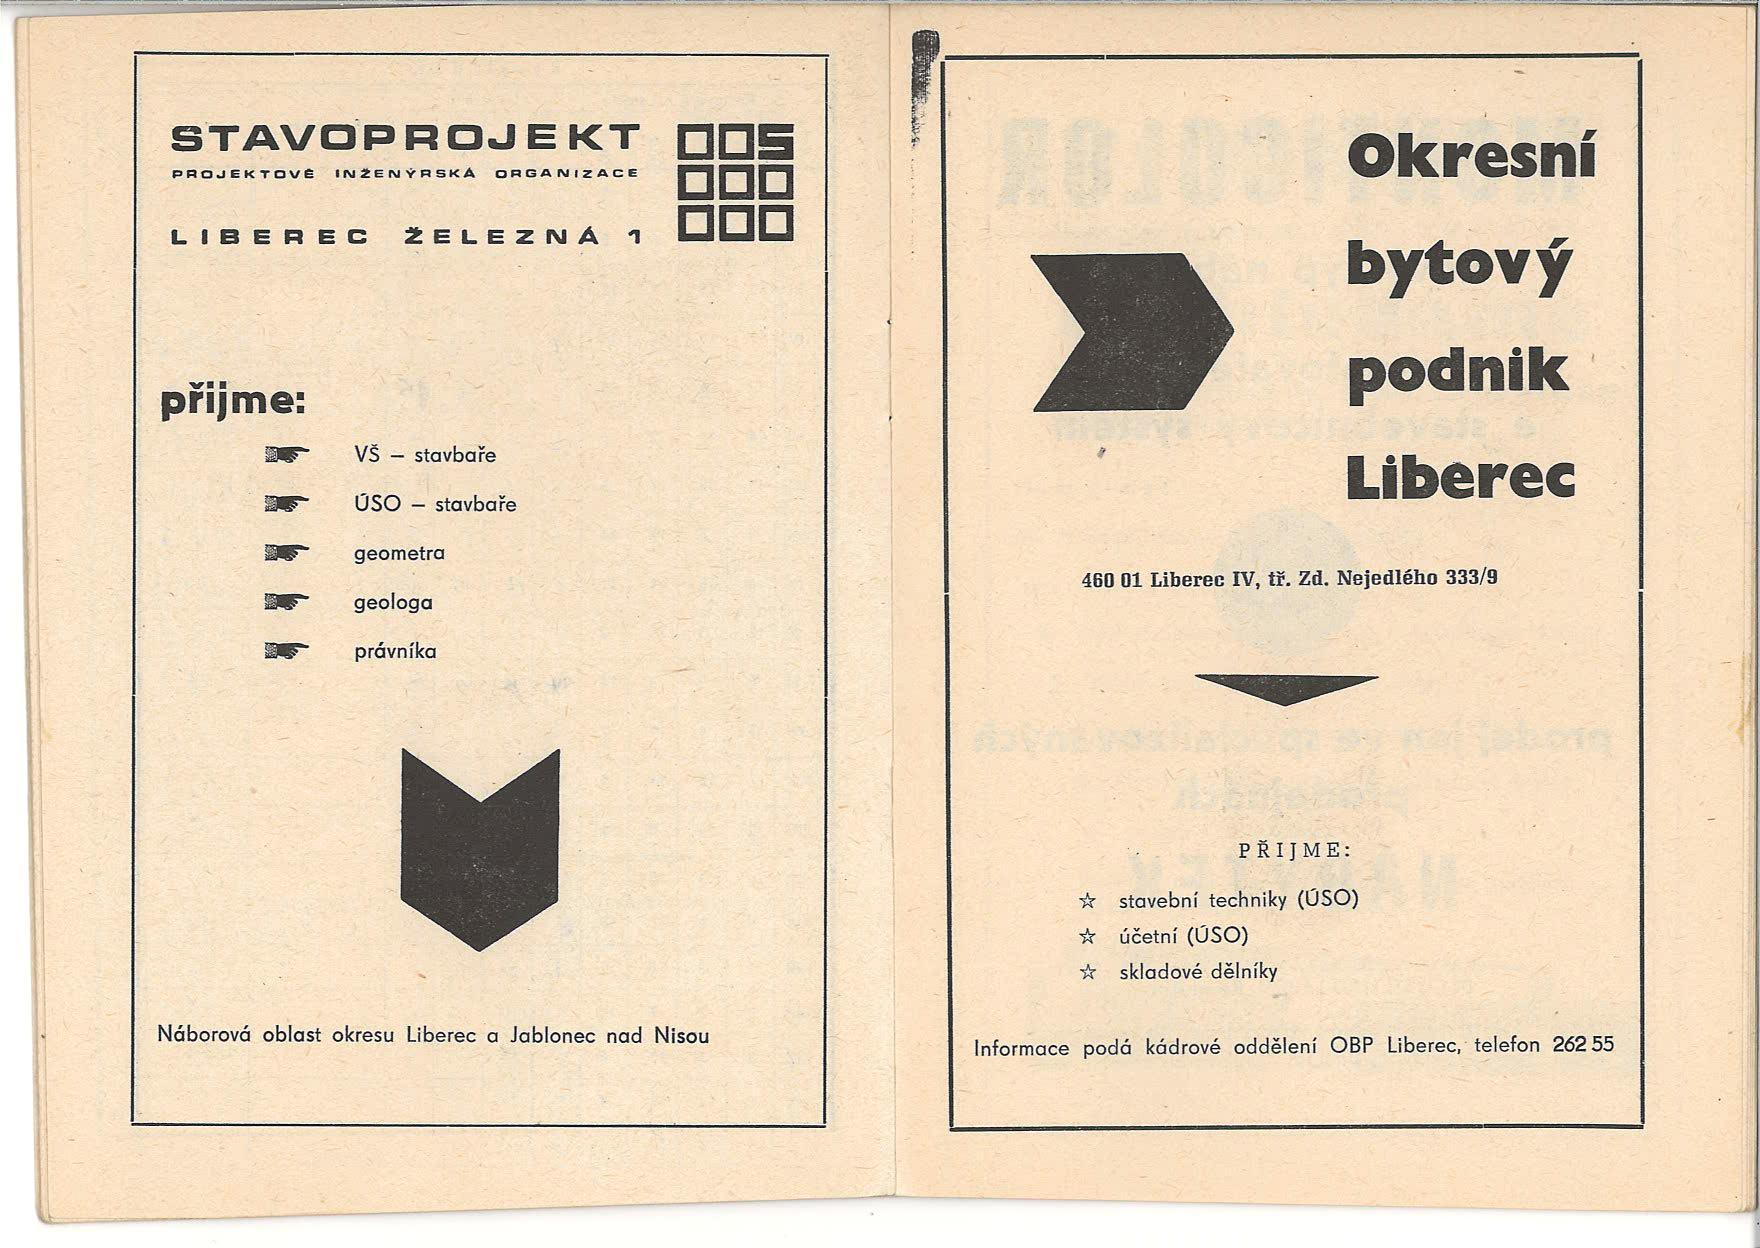 STAVOPROJEKT
PROJEKTOVÉ INŽENÝRSKÁ ORGANIZACE
LIBEREC ŽELEZNÁ 1
přijme:
VŠ – stavbaře
ÚSO – stavbaře
geometra
geologa
právníka
Náborová oblast okresu Liberec a Jablonec nad Nisou
Okresní
bytový
podnik
Liberec
460 01 Liberec IV, tř. Zd. Nejedlého 333/9
PŘIJME:
☆ stavební techniky (ÚSO)
☆ účetní (ÚSO)
☆ skladové dělníky
Informace podá kádrové oddělení OBP Liberec, telefon 262 55